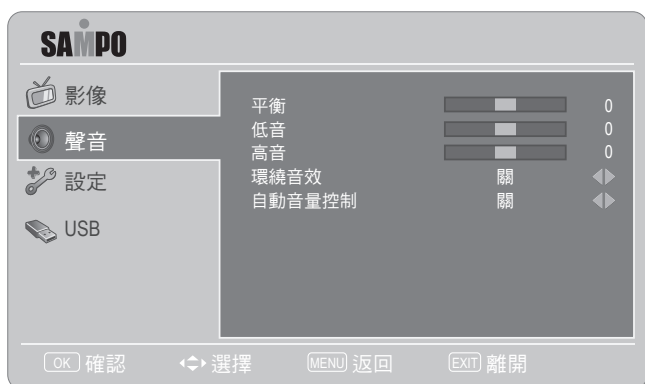 SAMPO
影像
聲音
設定
USB
平衡 0
低音 0
高音 0
環繞音效 關
自動音量控制 關
OK 確認 選擇 MENU 返回 EXIT 離開